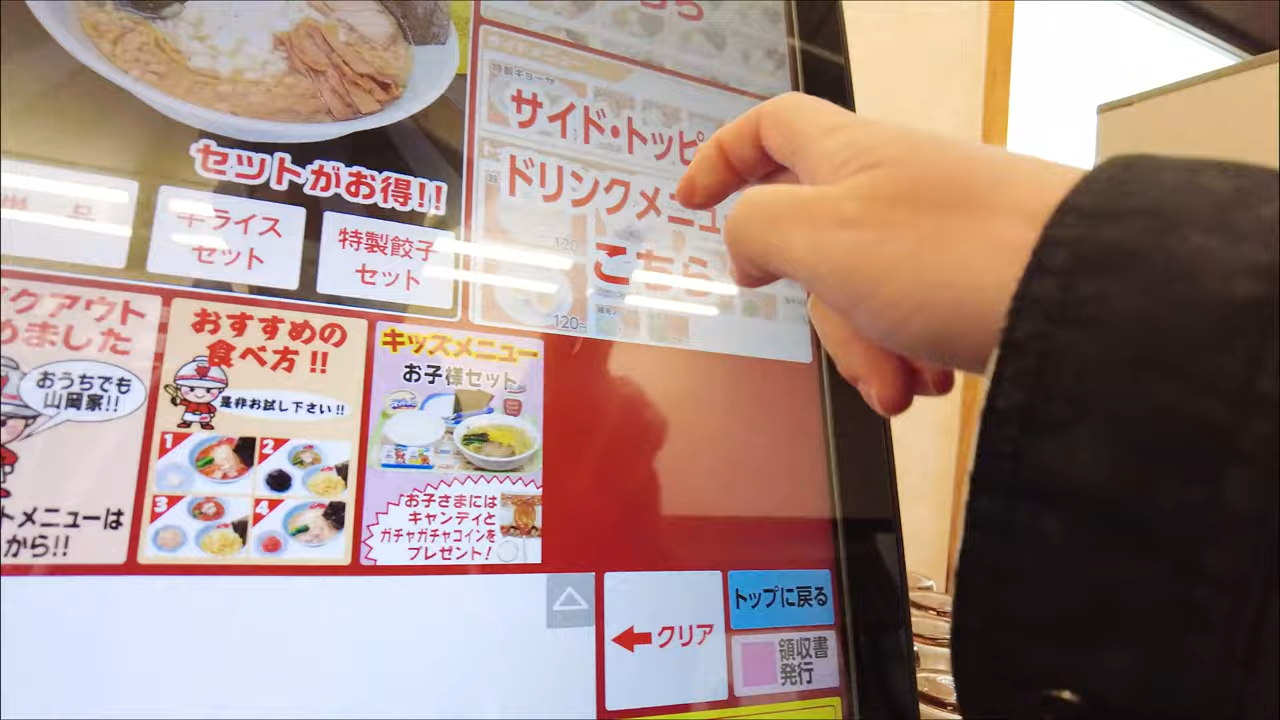 特製ギョーザ
サイド・トッピ
ドリンクメニュ
こちら
120
120
セットがお得!!
半ライス
セット
特製餃子
セット
クアウト
めました
おうちでも
山岡家!!
トメニューは
から!!
おすすめの
食べ方!!
是非お試し下さい!!
1
2
3
4
キッズメニュー
お子様セット
お子さまには
キャンディと
ガチャガチャコインを
プレゼント!
クリア
トップに戻る
領収書
発行